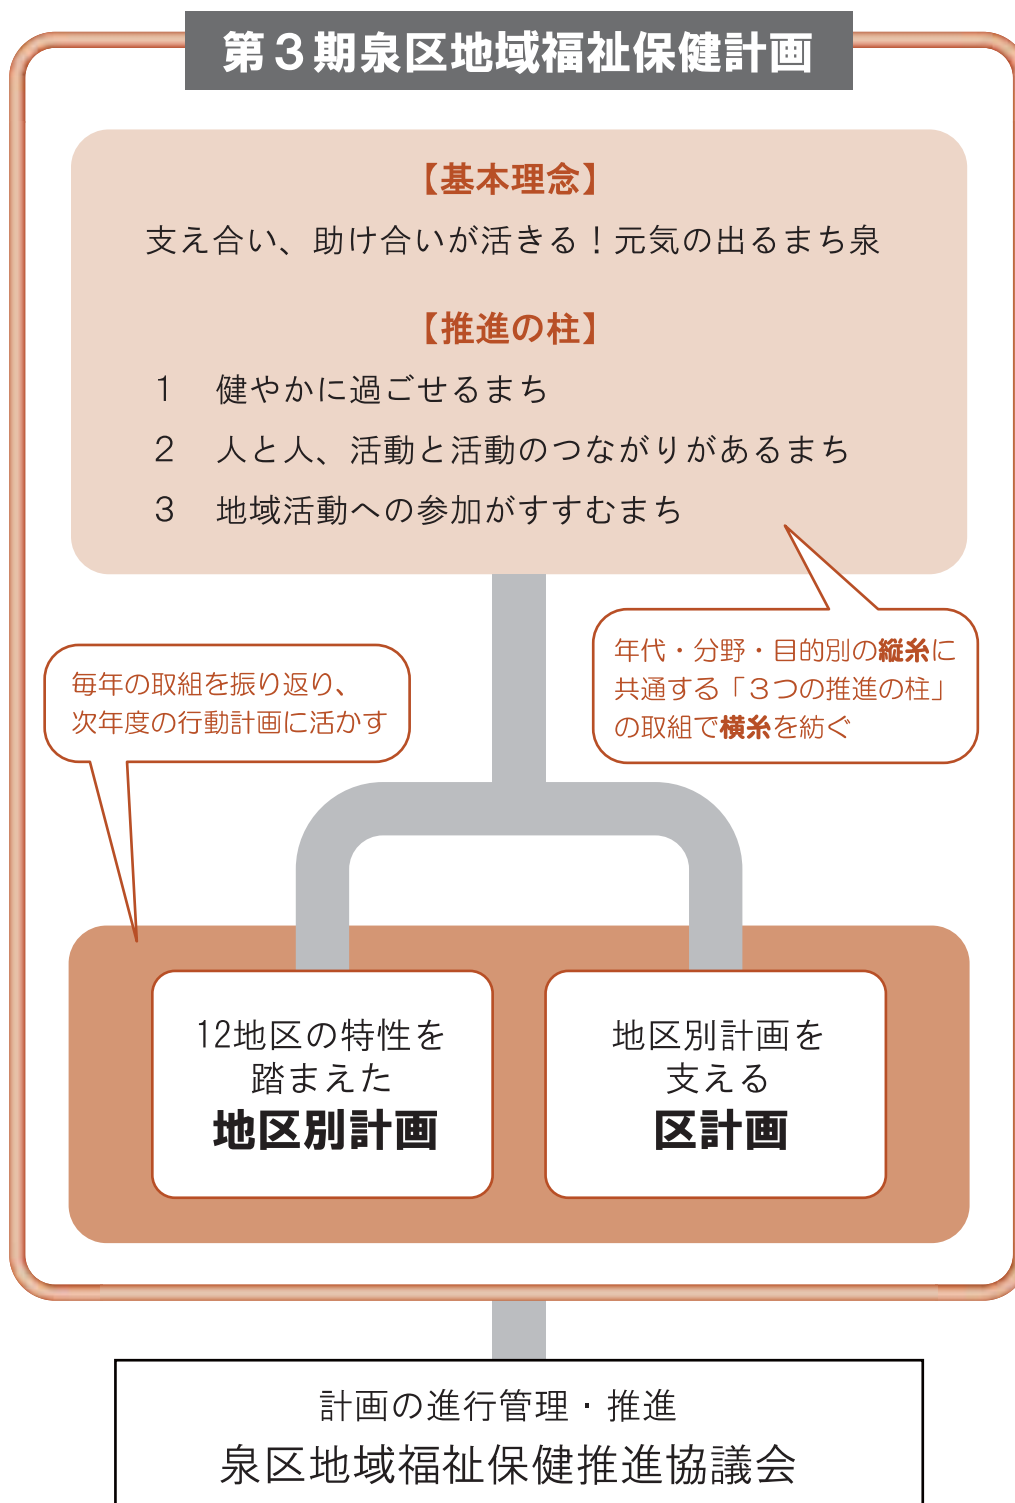 第３期泉区地域福祉保健計画
【基本理念】
支え合い、助け合いが活きる！元気の出るまち泉
【推進の柱】
1　健やかに過ごせるまち
2　人と人、活動と活動のつながりがあるまち
3　地域活動への参加がすすむまち
年代・分野・目的別の縦糸に
共通する「３つの推進の柱」
の取組で横糸を紡ぐ
毎年の取組を振り返り、
次年度の行動計画に活かす
12地区の特性を
踏まえた
地区別計画
地区別計画を
支える
区計画
計画の進行管理・推進
泉区地域福祉保健推進協議会